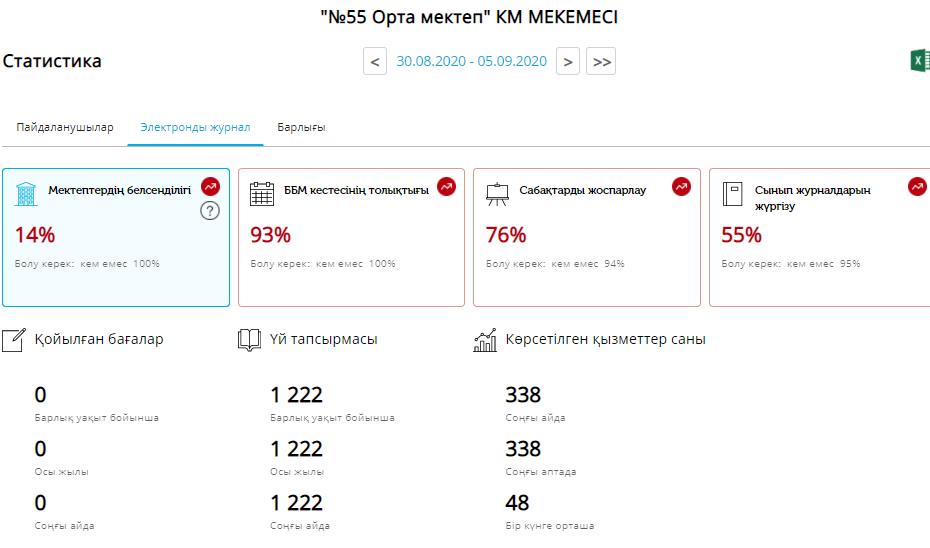 "№55 Орта мектеп" КМ МЕКЕМЕСІ
Статистика
< 30.08.2020 - 05.09.2020 > >>
Пайдаланушылар Электронды журнал Барлығы
Мектептердің белсенділігі
?
14%
Болу керек: кем емес 100%
ББМ кестесінің толықтығы
93%
Болу керек: кем емес 100%
Сабақтарды жоспарлау
76%
Болу керек: кем емес 94%
Сынып журналдарын
жүргізу
55%
Болу керек: кем емес 95%
Қойылған бағалар
0
Барлық уақыт бойынша
0
Осы жылы
0
Соңғы айда
Үй тапсырмасы
1 222
Барлық уақыт бойынша
1 222
Осы жылы
1 222
Соңғы айда
Көрсетілген қызметтер саны
338
Соңғы айда
338
Соңғы аптада
48
Бір күнге орташа